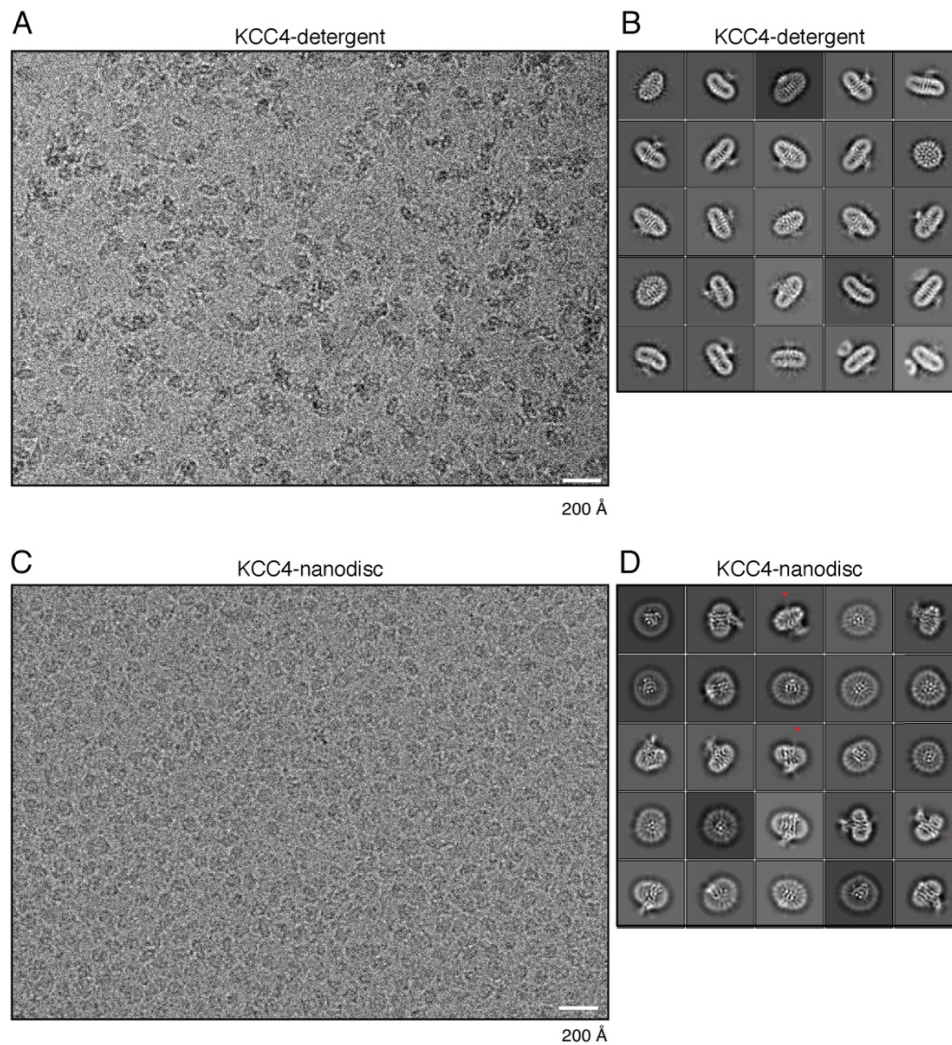 A
KCC4-detergent
200 Å
B
KCC4-detergent
C
KCC4-nanodisc
200 Å
D
KCC4-nanodisc